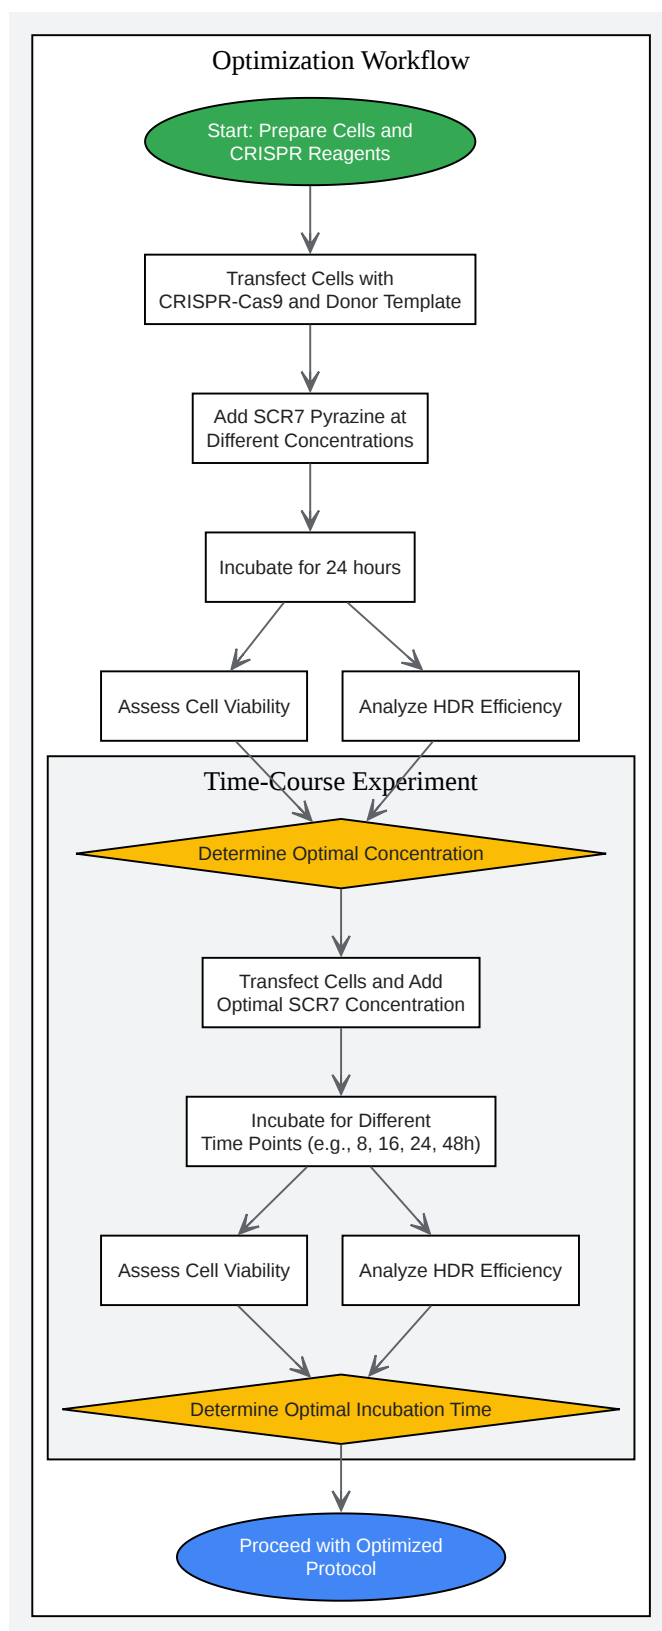 Optimization Workflow
Start: Prepare Cells and
CRISPR Reagents
Transfect Cells with
CRISPR-Cas9 and Donor Template
Add SCR7 Pyrazine at
Different Concentrations
Incubate for 24 hours
Assess Cell Viability
Analyze HDR Efficiency
Time-Course Experiment
Determine Optimal Concentration
Transfect Cells and Add
Optimal SCR7 Concentration
Incubate for Different
Time Points (e.g., 8, 16, 24, 48h)
Assess Cell Viability
Analyze HDR Efficiency
Determine Optimal Incubation Time
Proceed with Optimized
Protocol